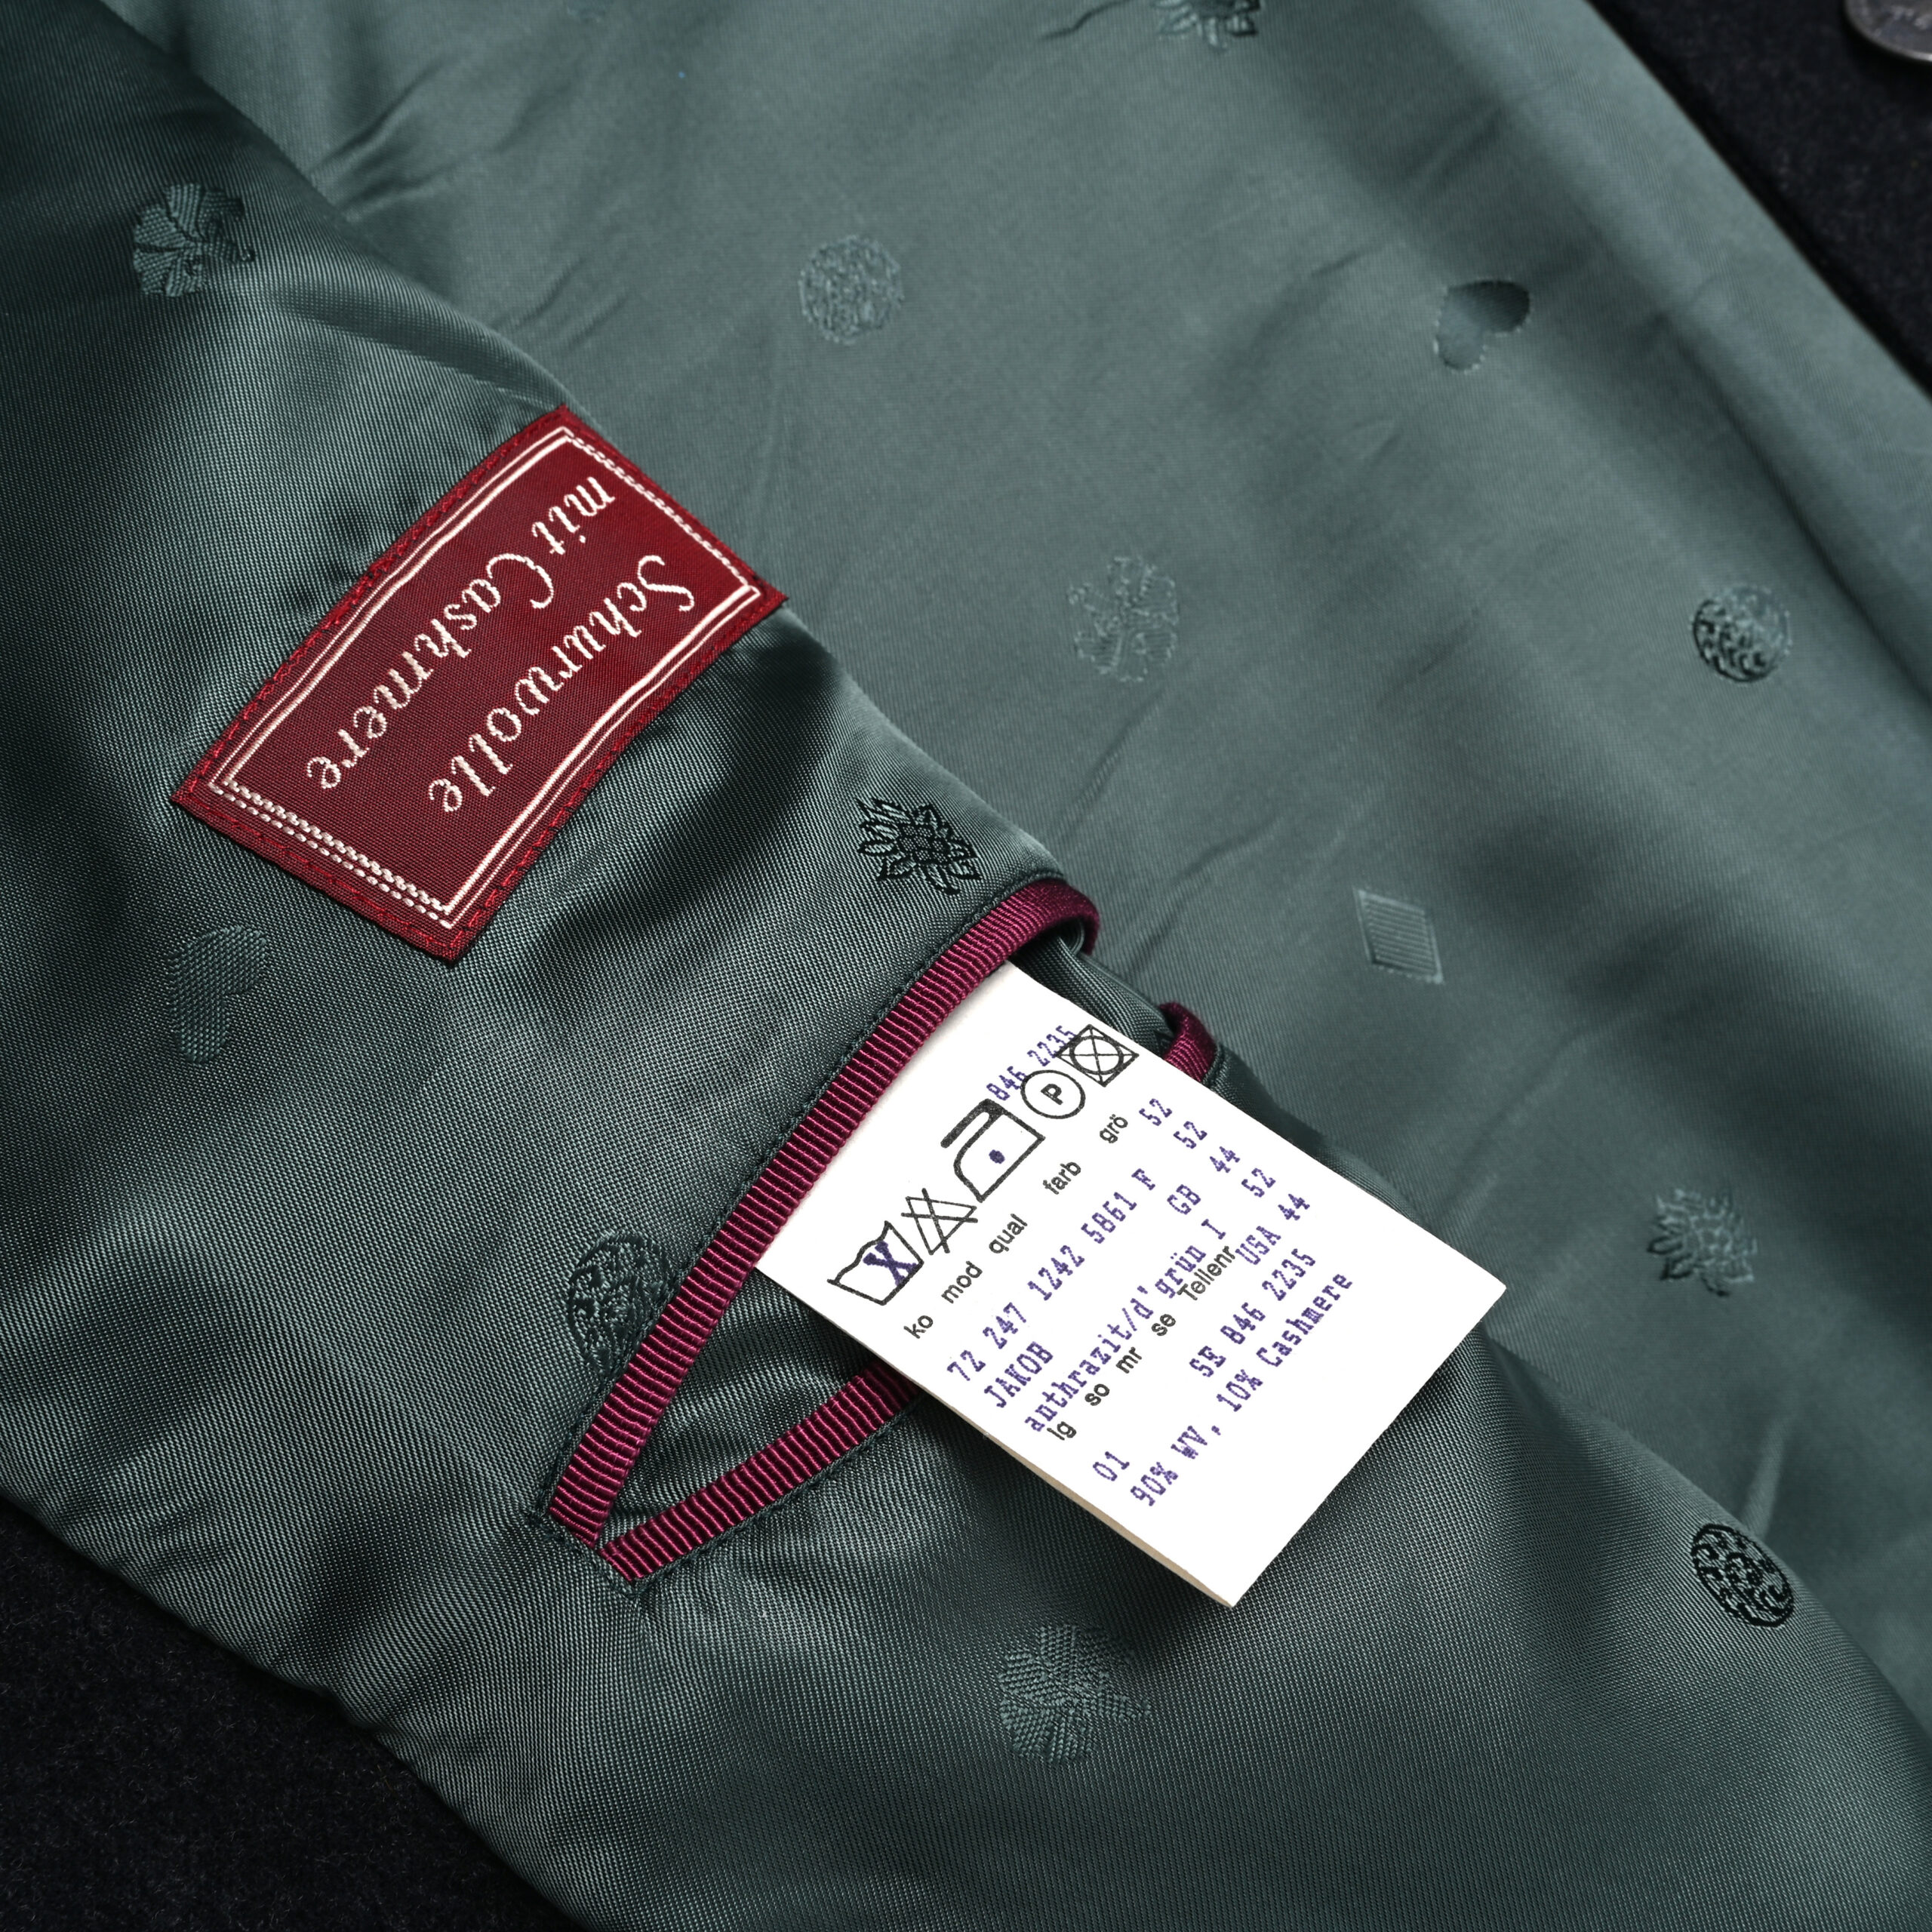 Schurwolle
mit Cashmere
846 2235
P
ko mod qual farb grö
72 247 1242 5861 F 52
JAKOB GB 44
anthrazit/d'grün I 52
lg so mr se Teilenr USA 44
01 SE 846 2235
90% WV, 10% Cashmere